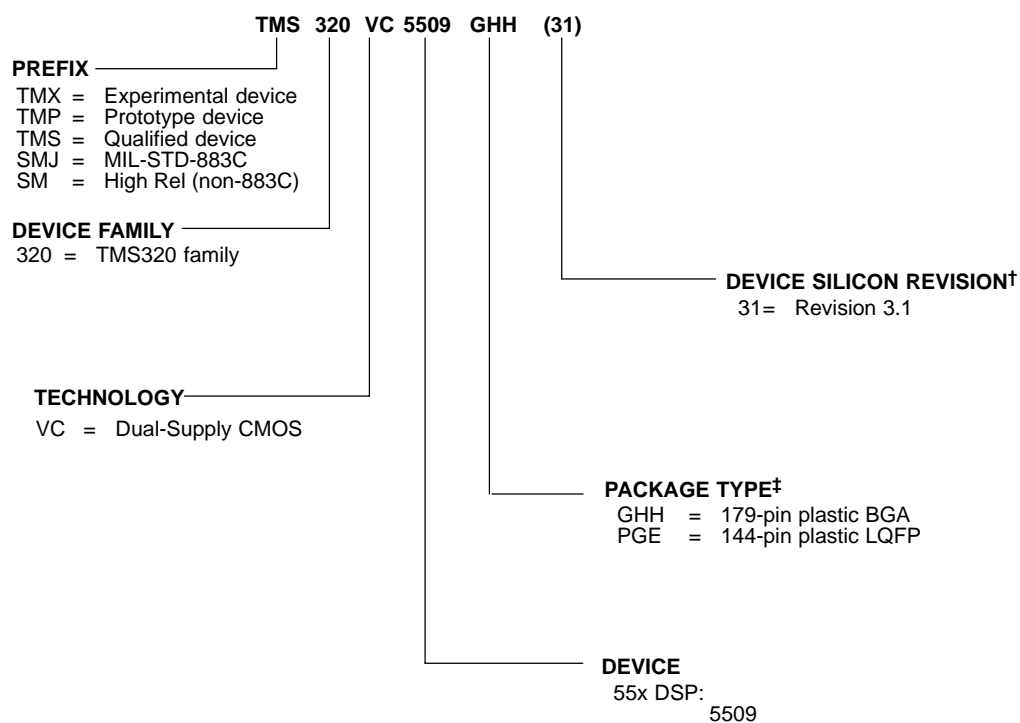 TMS 320 VC 5509 GHH (31)
PREFIX
TMX = Experimental device
TMP = Prototype device
TMS = Qualified device
SMJ = MIL-STD-883C
SM = High Rel (non-883C)
DEVICE FAMILY
320 = TMS320 family
DEVICE SILICON REVISION†
31= Revision 3.1
TECHNOLOGY
VC = Dual-Supply CMOS
PACKAGE TYPE‡
GHH = 179-pin plastic BGA
PGE = 144-pin plastic LQFP
DEVICE
55x DSP:
5509